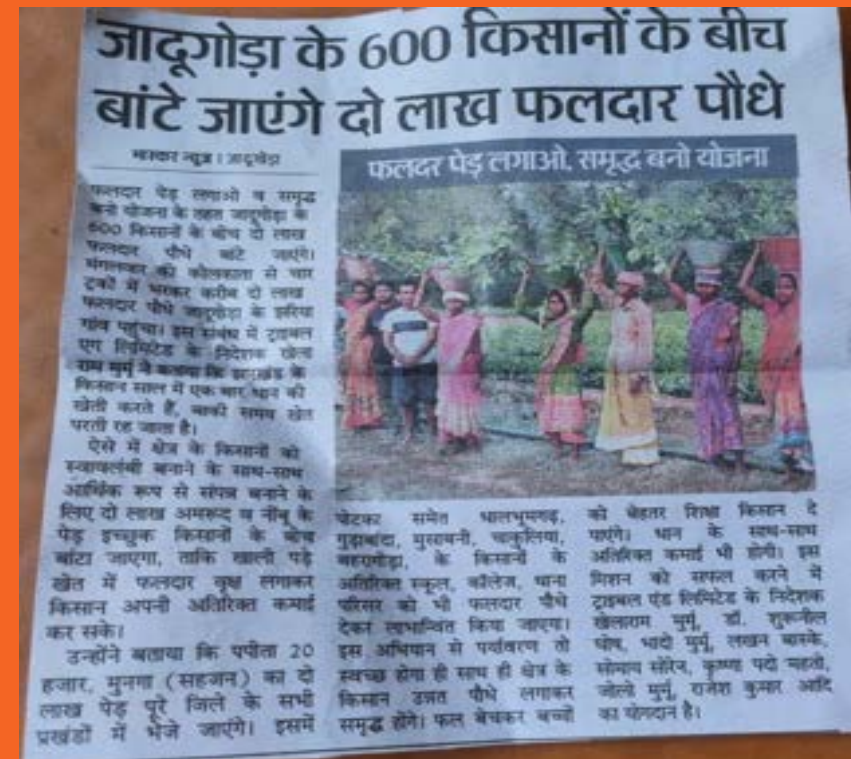 जादूगोड़ा के 600 किसानों के बीच
बांटे जाएंगे दो लाख फलदार पौधे
भास्कर न्यूज। जादूगोड़ा
फलदार पेड़ लगाओ व समृद्ध
बनो योजना के तहत जादूगोड़ा के
600 किसानों के बीच दो लाख
फलदार पौधे बांटे जाएंगे।
मंगलवार को कोलकाता से चार
ट्रकों में भरकर करीब दो लाख
फलदार पौधे जादूगोड़ा के झरिया
गांव पहुंचा। इस संबंध में ट्राइबल
एग लिमिटेड के निदेशक खेला
राम मुर्मू ने बताया कि झारखंड के
किसान साल में एक बार धान की
खेती करते हैं, बाकी समय खेत
परती रह जाता है।
ऐसे में क्षेत्र के किसानों को
स्वावलंबी बनाने के साथ-साथ
आर्थिक रूप से संपन्न बनाने के
लिए दो लाख अमरूद व नींबू के
पेड़ इच्छुक किसानों के बीच
बांटा जाएगा, ताकि खाली पड़े
खेत में फलदार वृक्ष लगाकर
किसान अपनी अतिरिक्त कमाई
कर सके।
उन्होंने बताया कि पपीता 20
हजार, मुनगा (सहजन) का दो
लाख पेड़ पूरे जिले के सभी
प्रखंडों में भेजे जाएंगे। इसमें
फलदर पेड़ लगाओ, समृद्ध बनो योजना
पोटका समेत धालभूमगढ़,
गुड़ाबांदा, मुसाबनी, चाकुलिया,
बहरागोड़ा, के किसानों के
अतिरिक्त स्कूल, कॉलेज, थाना
परिसर को भी फलदार पौधे
देकर लाभान्वित किया जाएगा।
इस अभियान से पर्यावरण तो
स्वच्छ होगा ही साथ ही क्षेत्र के
किसान उन्नत पौधे लगाकर
समृद्ध होंगे। फल बेचकर बच्चों
को बेहतर शिक्षा किसान दे
पाएंगे। धान के साथ-साथ
अतिरिक्त कमाई भी होगी। इस
मिशन को सफल करने में
ट्राइबल एंड लिमिटेड के निदेशक
खेलाराम मुर्मू, डॉ.
घोष, भादो मुर्मू, लखन बास्के,
सोमाय सोरेन, कृष्णा पदो महतो,
जोलो मुर्मू, राजेश कुमार आदि
का योगदान है।